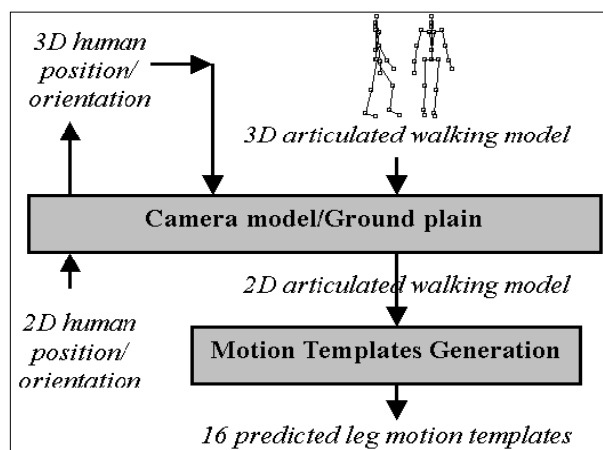 3D human
position/
orientation
3D articulated walking model
Camera model/Ground plain
2D human
position/
orientation
2D articulated walking model
Motion Templates Generation
16 predicted leg motion templates